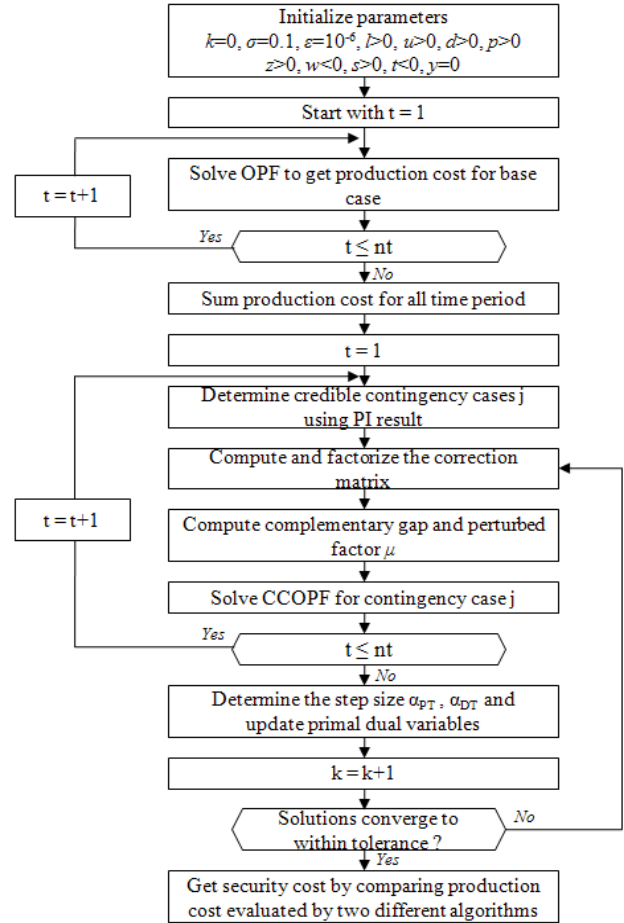 Initialize parameters
k=0, σ=0.1, ε=10⁻⁶, l>0, u>0, d>0, p>0
z>0, w<0, s>0, t<0, y=0
Start with t = 1
Solve OPF to get production cost for base
case
t = t+1
Yes
t ≤ nt
No
Sum production cost for all time period
t = 1
Determine credible contingency cases j
using PI result
Compute and factorize the correction
matrix
t = t+1
Compute complementary gap and perturbed
factor μ
Solve CCOPF for contingency case j
Yes
t ≤ nt
No
Determine the step size α_PT , α_DT and
update primal dual variables
k = k+1
Solutions converge to
within tolerance ?
No
Yes
Get security cost by comparing production
cost evaluated by two different algorithms